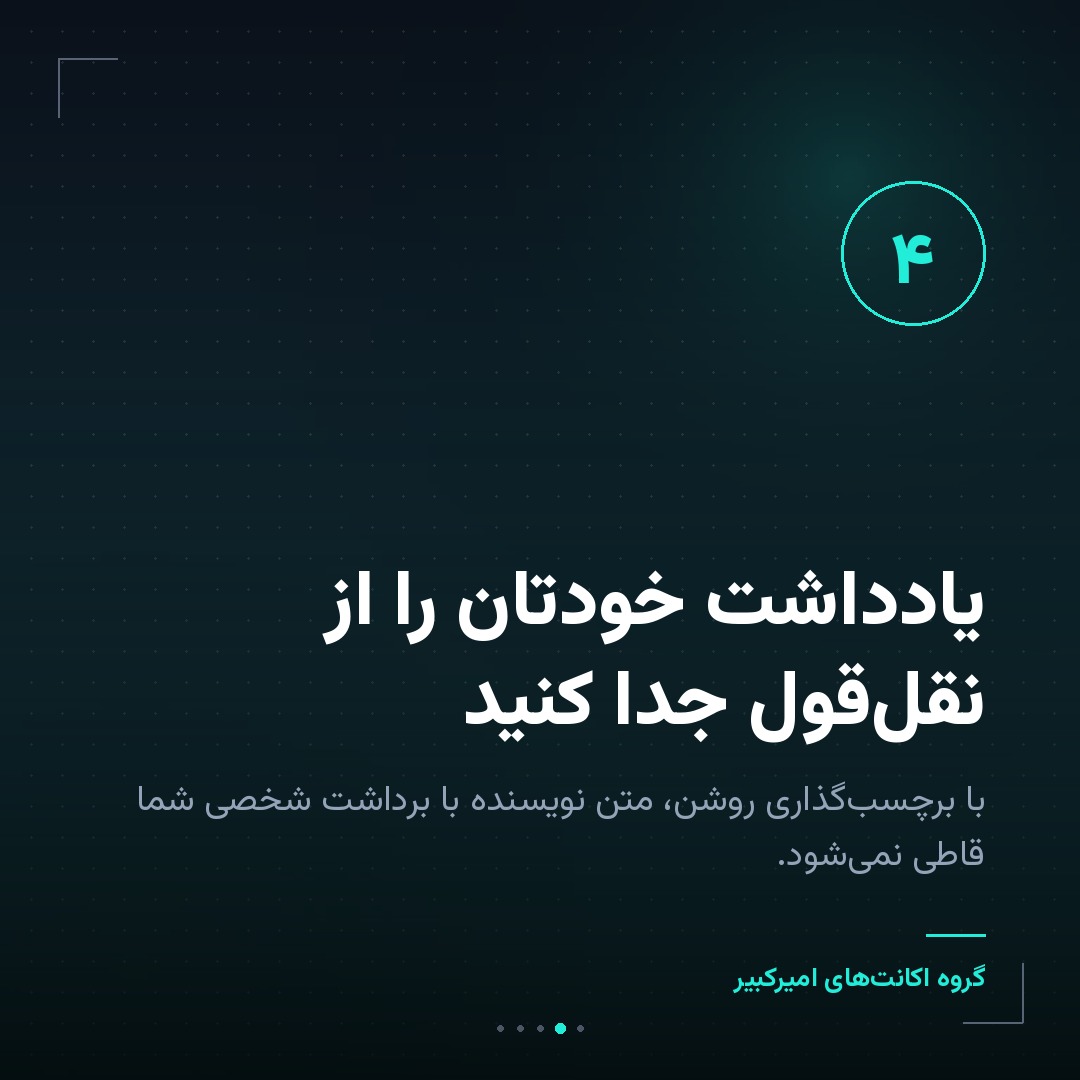 ۴
یادداشت خودتان را از
نقل‌قول جدا کنید
با برچسب‌گذاری روشن، متن نویسنده با برداشت شخصی شما
قاطی نمی‌شود.
گروه اکانت‌های امیرکبیر